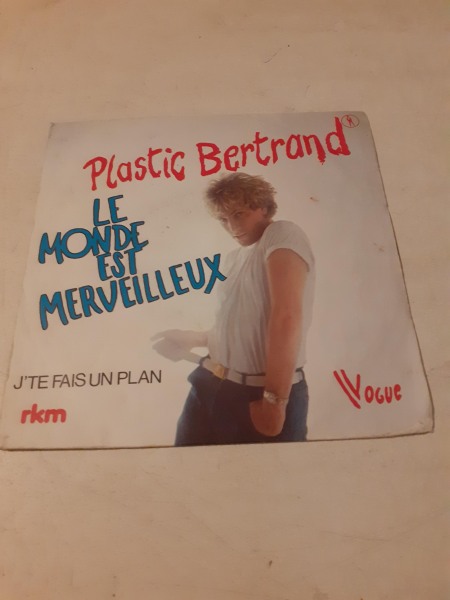 Plastic Bertrand
LE
MONDE
EST
MERVEILLEUX
J'TE FAIS UN PLAN
rkm
VOGUE